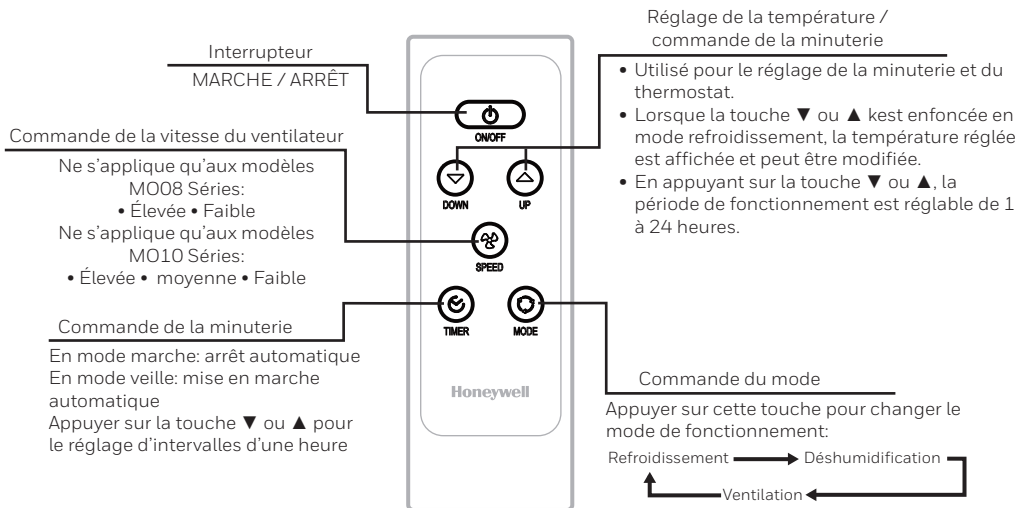 Interrupteur
MARCHE / ARRÊT
Commande de la vitesse du ventilateur
Ne s'applique qu'aux modèles
MO08 Séries:
• Élevée • Faible
Ne s'applique qu'aux modèles
MO10 Séries:
• Élevée • moyenne • Faible
Commande de la minuterie
En mode marche: arrêt automatique
En mode veille: mise en marche
automatique
Appuyer sur la touche ▼ ou ▲ pour
le réglage d'intervalles d'une heure
ON/OFF
DOWN
UP
SPEED
TIMER
MODE
Honeywell
Réglage de la température /
commande de la minuterie
• Utilisé pour le réglage de la minuterie et du
thermostat.
• Lorsque la touche ▼ ou ▲ kest enfoncée en
mode refroidissement, la température réglée
est affichée et peut être modifiée.
• En appuyant sur la touche ▼ ou ▲, la
période de fonctionnement est réglable de 1
à 24 heures.
Commande du mode
Appuyer sur cette touche pour changer le
mode de fonctionnement:
Refroidissement Déshumidification
Ventilation